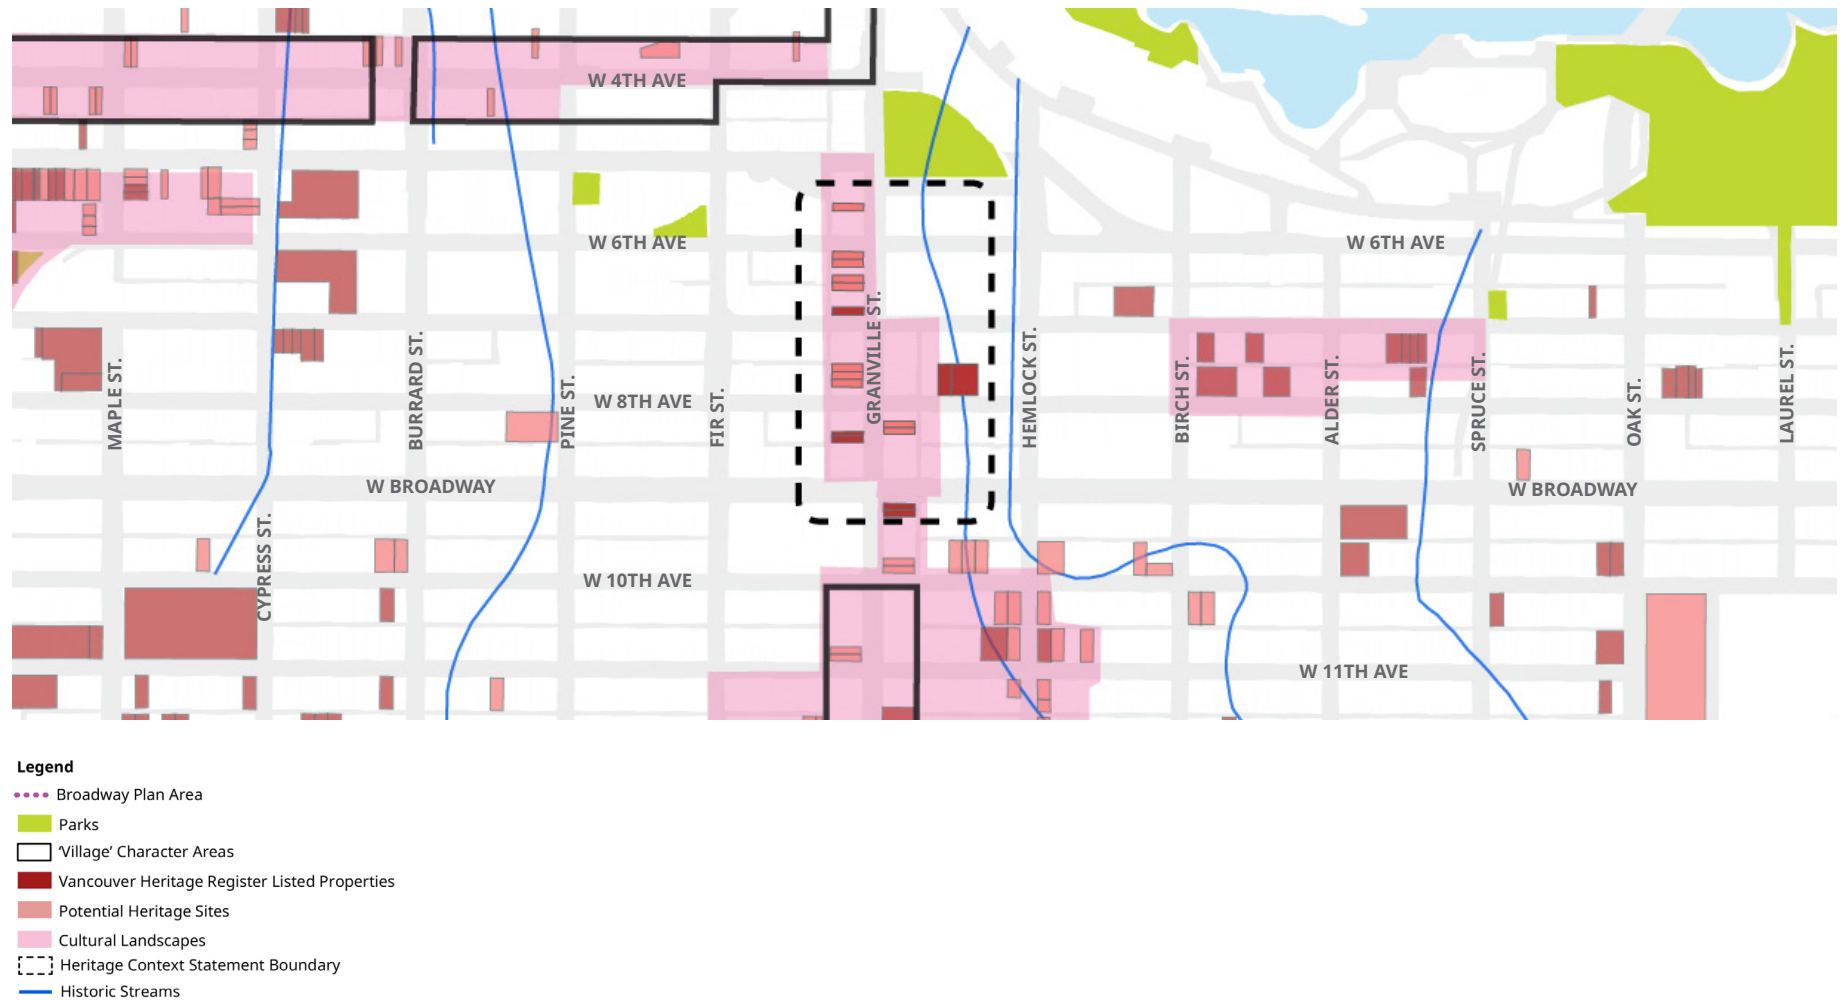 W 4TH AVE
W 6TH AVE
W 6TH AVE
MAPLE ST.
BURRARD ST.
PINE ST.
FIR ST.
GRANVILLE ST.
HEMLOCK ST.
BIRCH ST.
ALDER ST.
SPRUCE ST.
OAK ST.
LAUREL ST.
W 8TH AVE
W BROADWAY
W BROADWAY
CYPRESS ST.
W 10TH AVE
W 11TH AVE
Legend
Broadway Plan Area
Parks
‘Village’ Character Areas
Vancouver Heritage Register Listed Properties
Potential Heritage Sites
Cultural Landscapes
Heritage Context Statement Boundary
Historic Streams